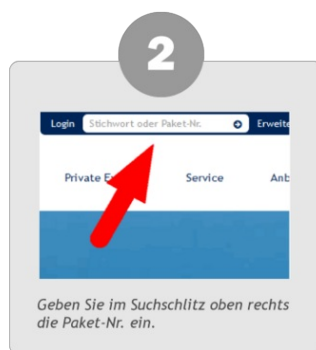 2
Login Stichwort oder Paket-Nr. Erweite
Private E Service Anb
Geben Sie im Suchschlitz oben rechts
die Paket-Nr. ein.